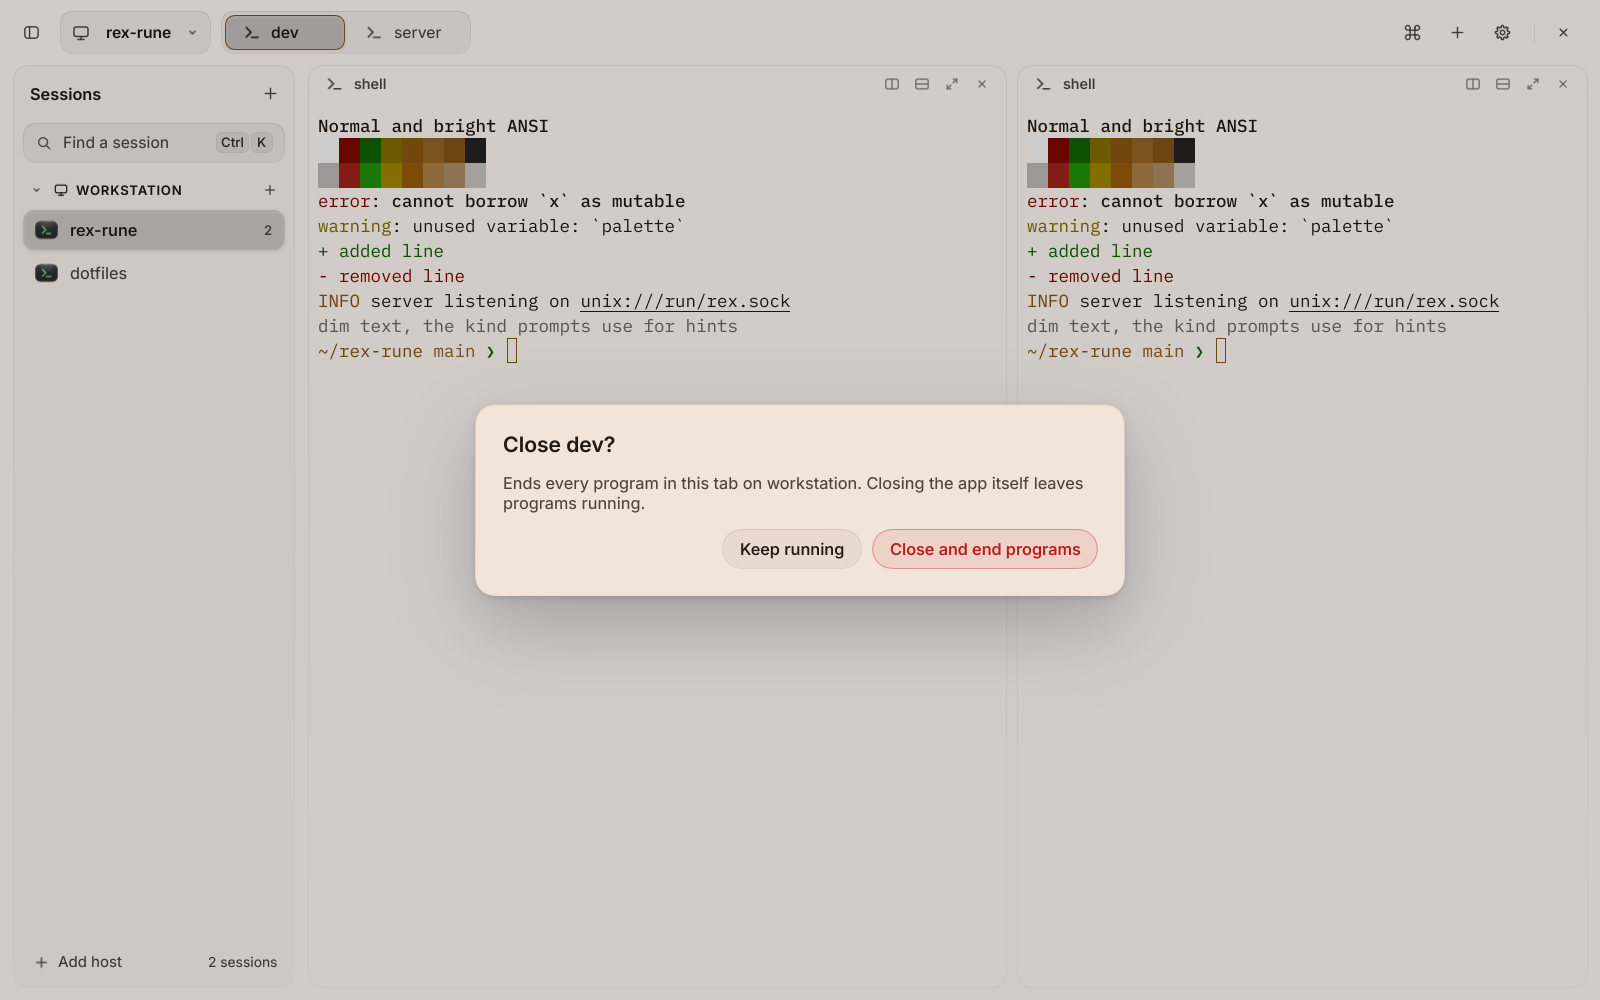 rex-rune
dev
server
Sessions
Find a session Ctrl K
WORKSTATION
rex-rune 2
dotfiles
Add host 2 sessions
shell
Normal and bright ANSI
error: cannot borrow `x` as mutable
warning: unused variable: `palette`
+ added line
- removed line
INFO server listening on unix:///run/rex.sock
dim text, the kind prompts use for hints
~/rex-rune main ❯
shell
Normal and bright ANSI
error: cannot borrow `x` as mutable
warning: unused variable: `palette`
+ added line
- removed line
INFO server listening on unix:///run/rex.sock
dim text, the kind prompts use for hints
~/rex-rune main ❯
Close dev?
Ends every program in this tab on workstation. Closing the app itself leaves
programs running.
Keep running
Close and end programs